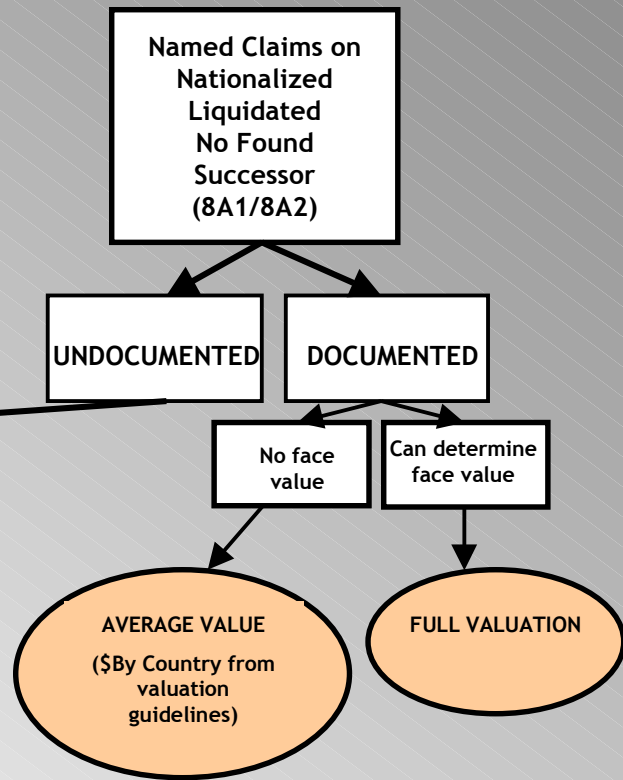 Named Claims on
Nationalized
Liquidated
No Found
Successor
(8A1/8A2)
UNDOCUMENTED
DOCUMENTED
No face
value
Can determine
face value
AVERAGE VALUE
($By Country from
valuation
guidelines)
FULL VALUATION